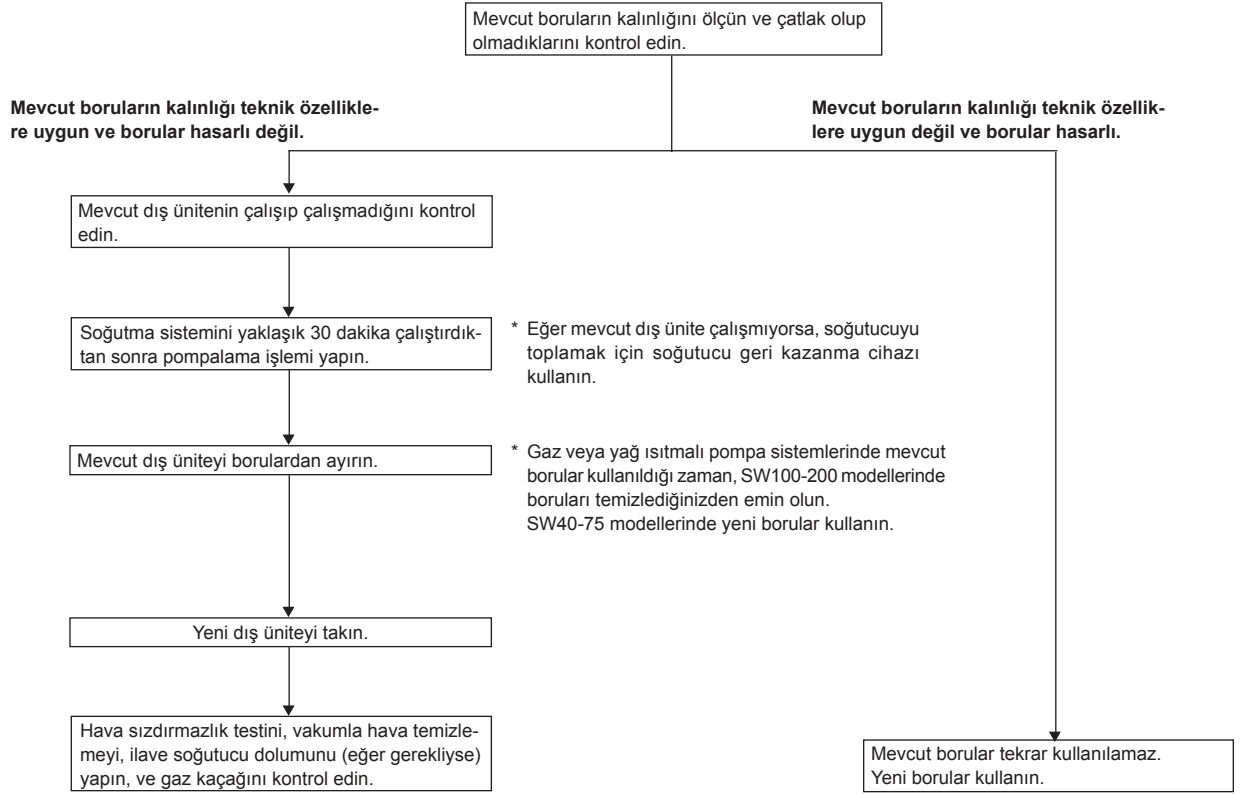 Mevcut boruların kalınlığını ölçün ve çatlak olup
olmadıklarını kontrol edin.
Mevcut boruların kalınlığı teknik özellikle-
re uygun ve borular hasarlı değil.
Mevcut boruların kalınlığı teknik özellik-
lere uygun değil ve borular hasarlı.
Mevcut dış ünitenin çalışıp çalışmadığını kontrol
edin.
Soğutma sistemini yaklaşık 30 dakika çalıştırdık-
tan sonra pompalama işlemi yapın.
* Eğer mevcut dış ünite çalışmıyorsa, soğutucuyu
toplamak için soğutucu geri kazanma cihazı
kullanın.
Mevcut dış üniteyi borulardan ayırın.
* Gaz veya yağ ısıtmalı pompa sistemlerinde mevcut
borular kullanıldığı zaman, SW100-200 modellerinde
boruları temizlediğinizden emin olun.
SW40-75 modellerinde yeni borular kullanın.
Yeni dış üniteyi takın.
Hava sızdırmazlık testini, vakumla hava temizle-
meyi, ilave soğutucu dolumunu (eğer gerekliyse)
yapın, ve gaz kaçağını kontrol edin.
Mevcut borular tekrar kullanılamaz.
Yeni borular kullanın.